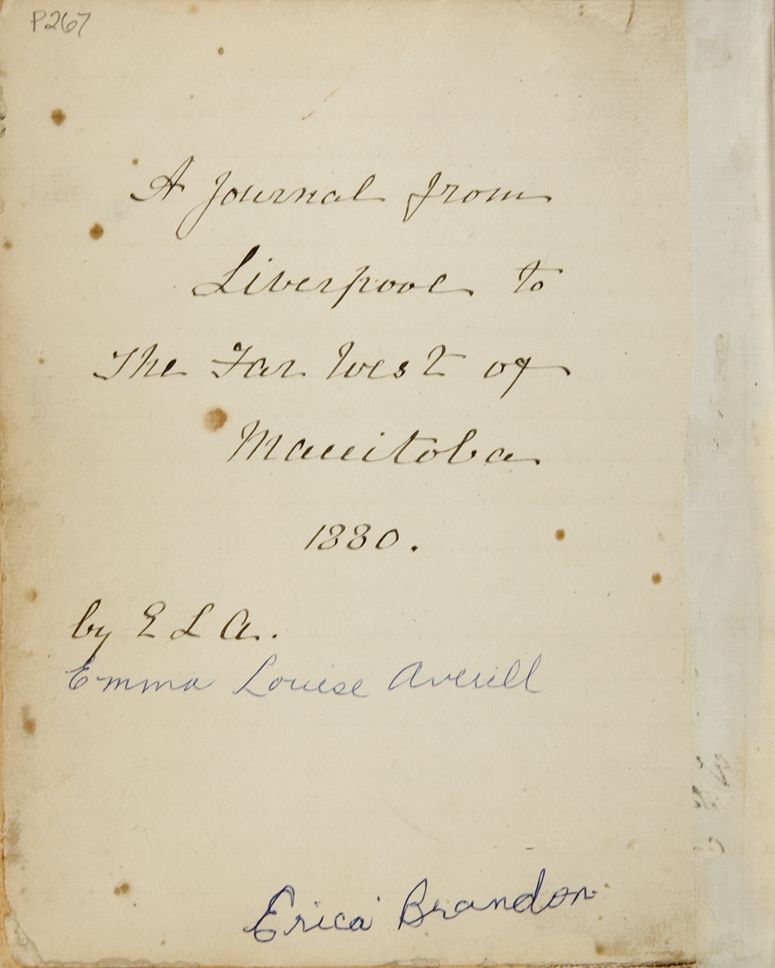 P267
A Journal from
Liverpool to
The Far West of
Manitoba
1880.
by E L A.
Emma Louise Averill
Erica Brandon